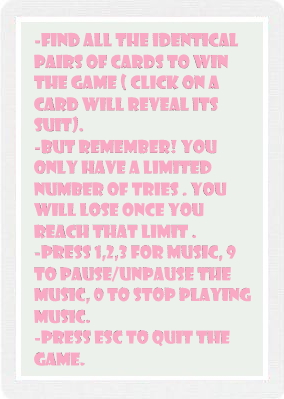 -FIND ALL THE IDENTICAL
PAIRS OF CARDS TO WIN
THE GAME ( CLICK ON A
CARD WILL REVEAL ITS
SUIT).
-BUT REMEMBER! YOU
ONLY HAVE A LIMITED
NUMBER OF TRIES . YOU
WILL LOSE ONCE YOU
REACH THAT LIMIT .
-PRESS 1,2,3 FOR MUSIC, 9
TO PAUSE/UNPAUSE THE
MUSIC, 0 TO STOP PLAYING
MUSIC.
-PRESS ESC TO QUIT THE
GAME.